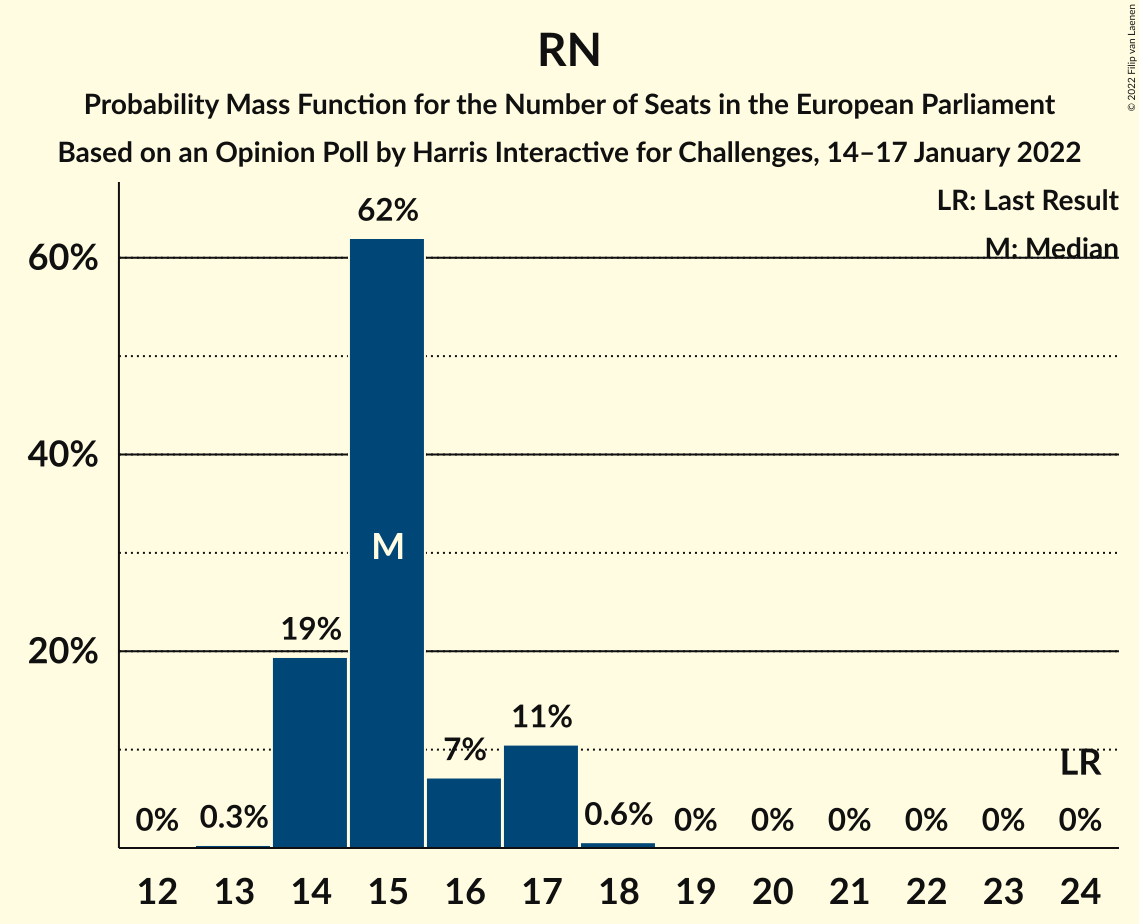 RN
Probability Mass Function for the Number of Seats in the European Parliament
Based on an Opinion Poll by Harris Interactive for Challenges, 14–17 January 2022
© 2022 Filip van Laenen
LR: Last Result
M: Median
60%
40%
20%
0%
0.3%
19%
62%
M
7%
11%
0.6%
0%
0%
0%
0%
0%
LR
0%
12 13 14 15 16 17 18 19 20 21 22 23 24